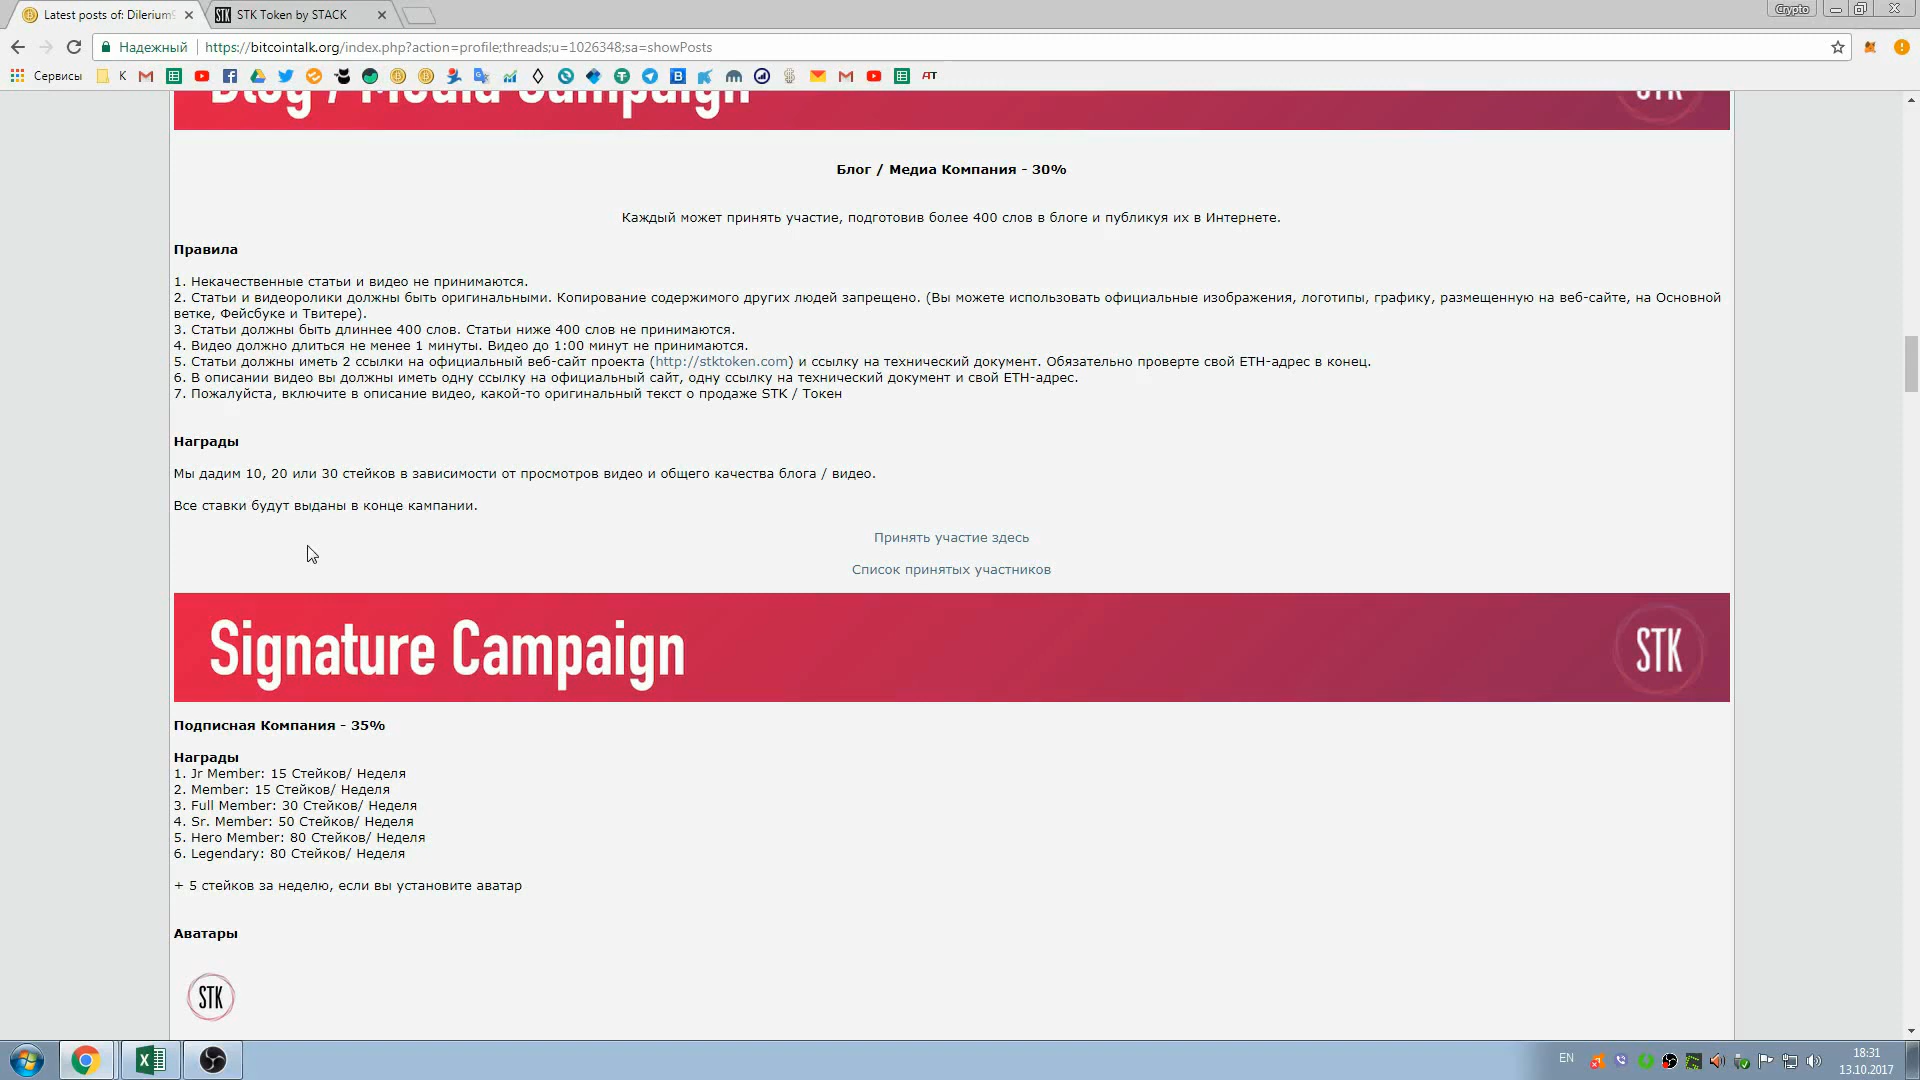 Latest posts of: Dilerium
STK Token by STACK
Crypto
Надежный
https://bitcointalk.org/index.php?action=profile;threads;u=1026348;sa=showPosts
Сервисы
K
Blog / Media Campaign
STK
Блог / Медиа Компания - 30%
Каждый может принять участие, подготовив более 400 слов в блоге и публикуя их в Интернете.
Правила
1. Некачественные статьи и видео не принимаются.
2. Статьи и видеоролики должны быть оригинальными. Копирование содержимого других людей запрещено. (Вы можете использовать официальные изображения, логотипы, графику, размещенную на веб-сайте, на Основной
ветке, Фейсбуке и Твитере).
3. Статьи должны быть длиннее 400 слов. Статьи ниже 400 слов не принимаются.
4. Видео должно длиться не менее 1 минуты. Видео до 1:00 минут не принимаются.
5. Статьи должны иметь 2 ссылки на официальный веб-сайт проекта (http://stktoken.com) и ссылку на технический документ. Обязательно проверте свой ETH-адрес в конец.
6. В описании видео вы должны иметь одну ссылку на официальный сайт, одну ссылку на технический документ и свой ETH-адрес.
7. Пожалуйста, включите в описание видео, какой-то оригинальный текст о продаже STK / Токен
Награды
Мы дадим 10, 20 или 30 стейков в зависимости от просмотров видео и общего качества блога / видео.
Все ставки будут выданы в конце кампании.
Принять участие здесь
Список принятых участников
Signature Campaign
STK
Подписная Компания - 35%
Награды
1. Jr Member: 15 Стейков/ Неделя
2. Member: 15 Стейков/ Неделя
3. Full Member: 30 Стейков/ Неделя
4. Sr. Member: 50 Стейков/ Неделя
5. Hero Member: 80 Стейков/ Неделя
6. Legendary: 80 Стейков/ Неделя
+ 5 стейков за неделю, если вы установите аватар
Аватары
STK
EN
18:31
13.10.2017